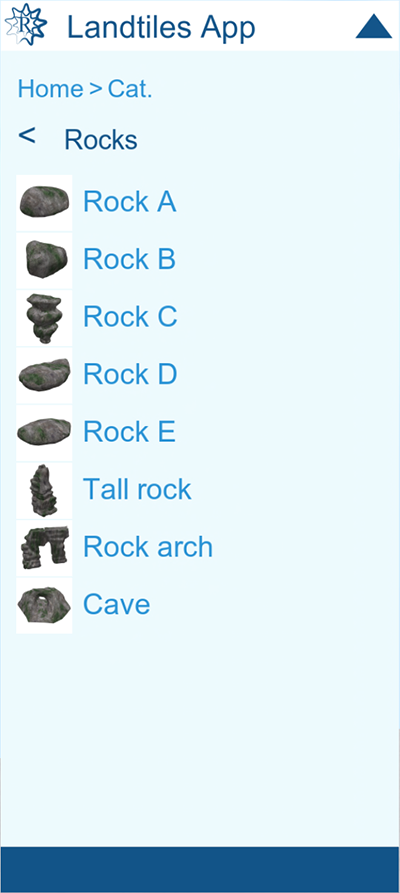 R
Landtiles App
Home > Cat.
< Rocks
Rock A
Rock B
Rock C
Rock D
Rock E
Tall rock
Rock arch
Cave